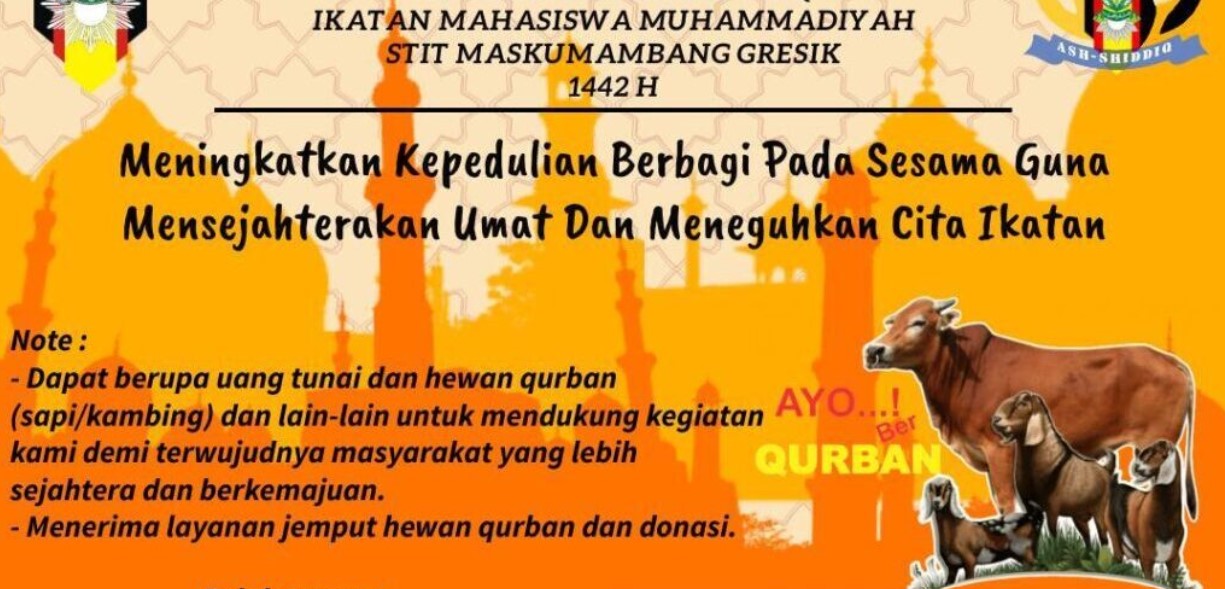 IKATAN MAHASISWA MUHAMMADIYAH
STIT MASKUMAMBANG GRESIK
1442 H
ASH-SHIDDIQ
Meningkatkan Kepedulian Berbagi Pada Sesama Guna
Mensejahterakan Umat Dan Meneguhkan Cita Ikatan
Note :
- Dapat berupa uang tunai dan hewan qurban
(sapi/kambing) dan lain-lain untuk mendukung kegiatan
kami demi terwujudnya masyarakat yang lebih
sejahtera dan berkemajuan.
- Menerima layanan jemput hewan qurban dan donasi.
AYO...!
Ber
QURBAN